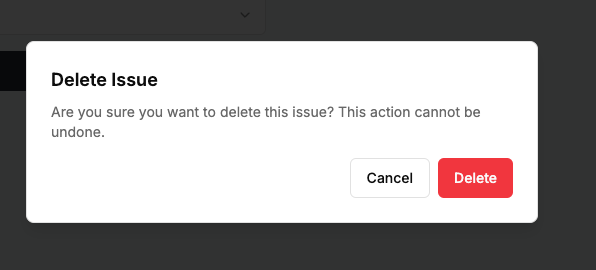 Delete Issue
Are you sure you want to delete this issue? This action cannot be
undone.
Cancel
Delete